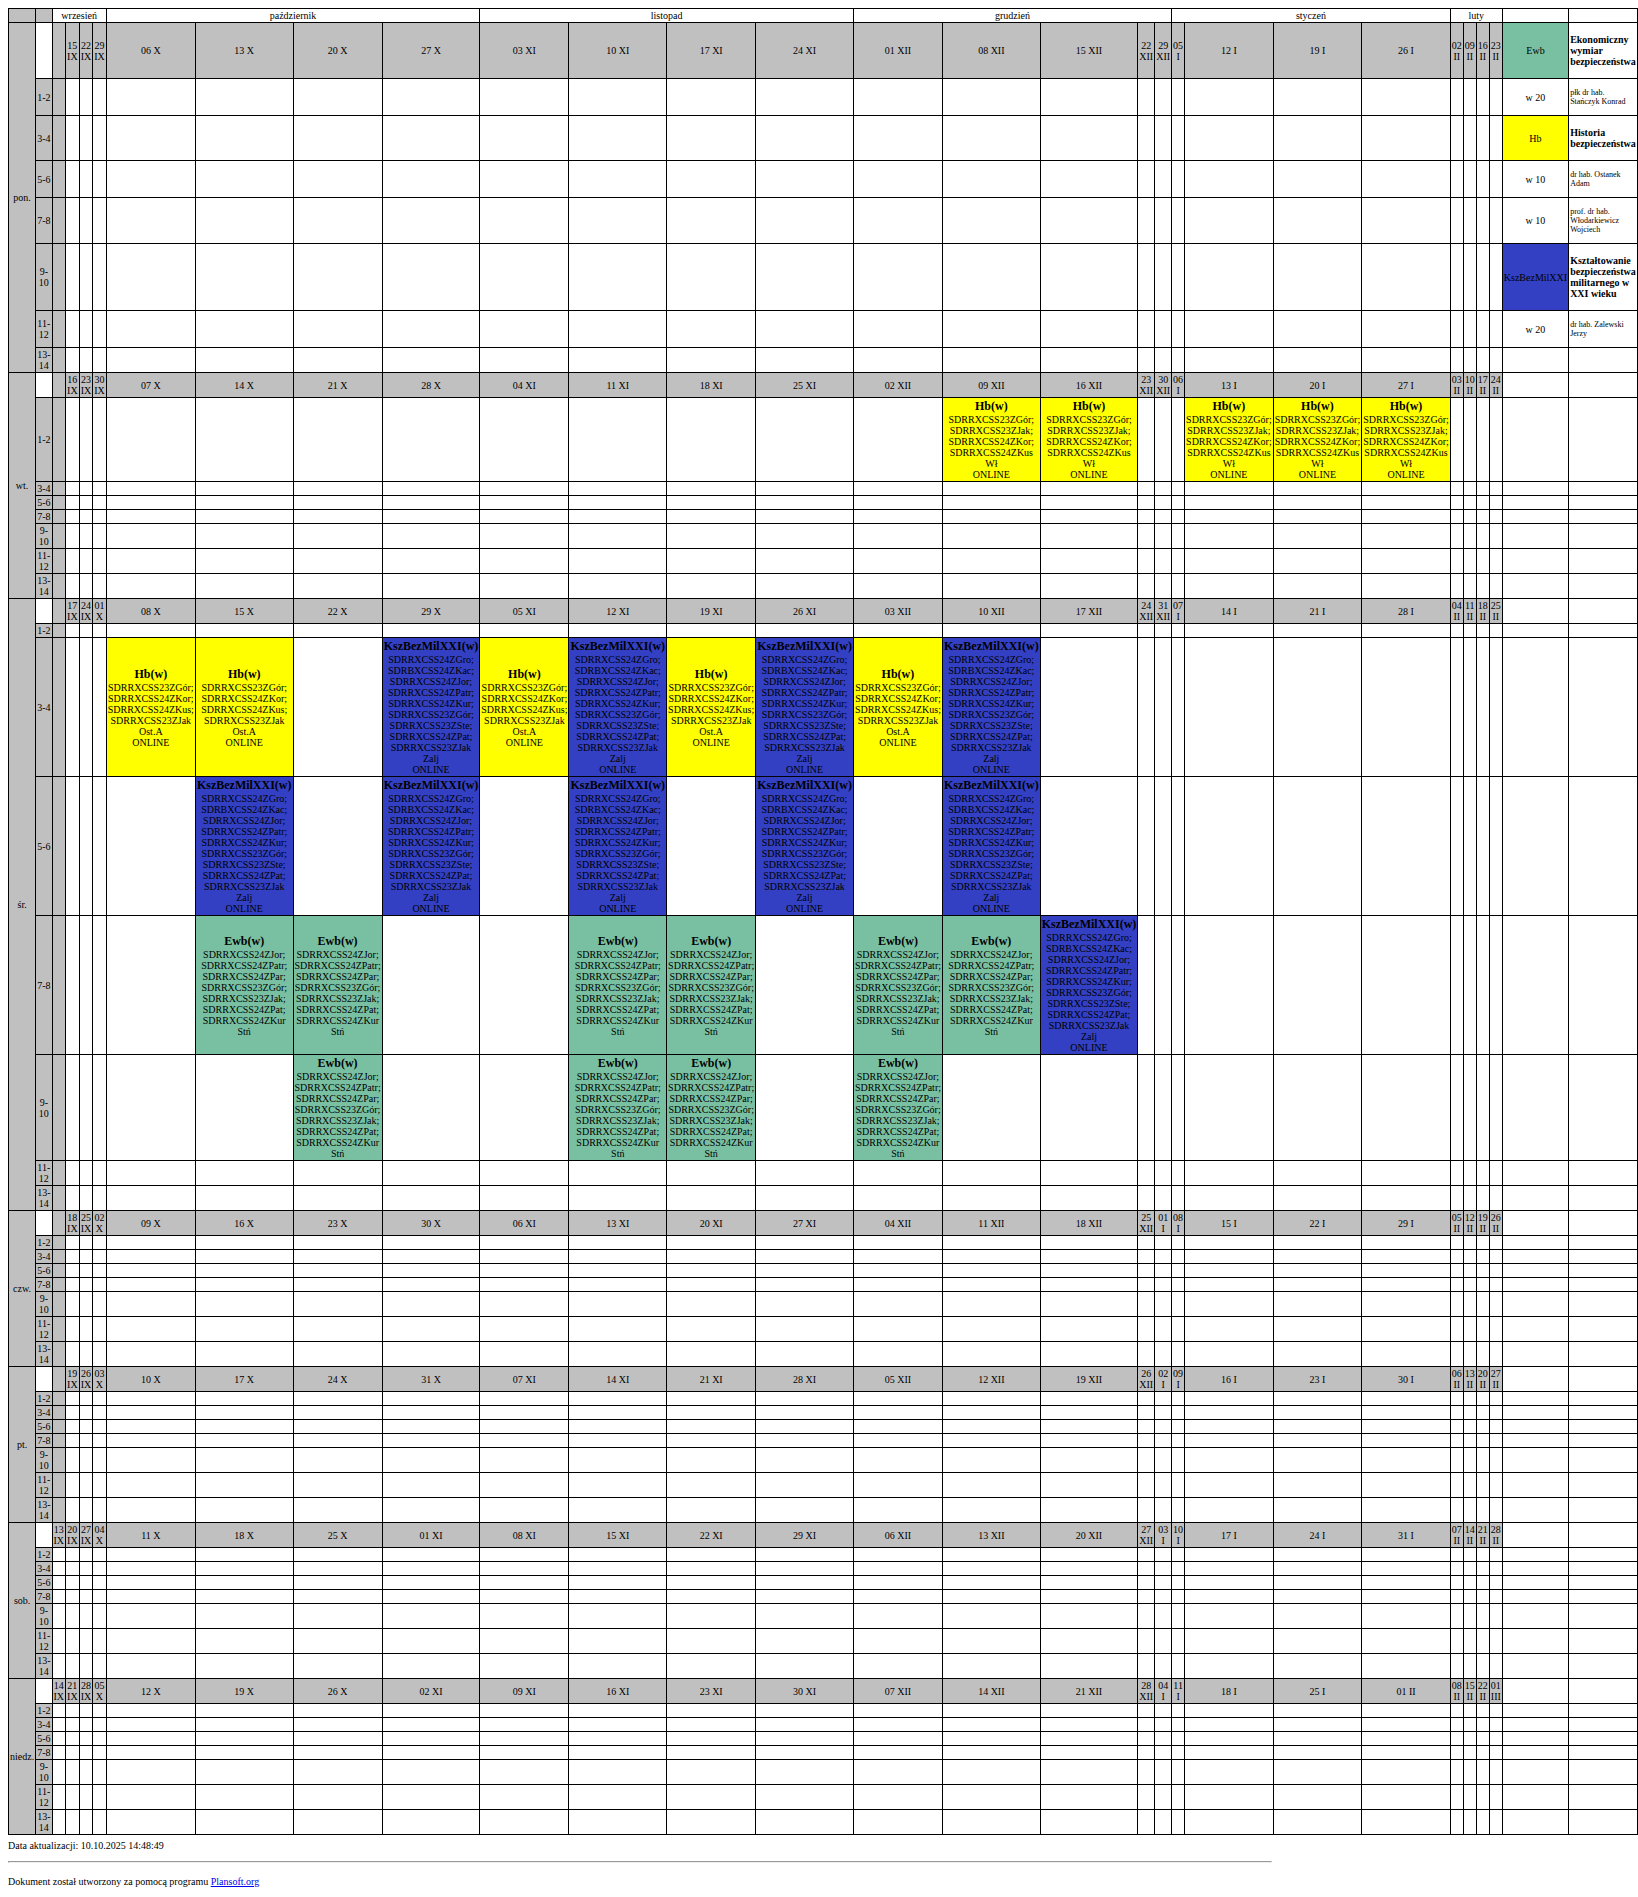 wrzesień październik listopad grudzień styczeń luty
pon.
15 IX 22 IX 29 IX 06 X 13 X 20 X 27 X 03 XI 10 XI 17 XI 24 XI 01 XII 08 XII 15 XII 22 XII 29 XII 05 I 12 I 19 I 26 I 02 II 09 II 16 II 23 II Ewb Ekonomiczny wymiar bezpieczeństwa
1-2 w 20 płk dr hab. Stańczyk Konrad
3-4 Hb Historia bezpieczeństwa
5-6 w 10 dr hab. Ostanek Adam
7-8 w 10 prof. dr hab. Włodarkiewicz Wojciech
9-10 KszBezMilXXI Kształtowanie bezpieczeństwa militarnego w XXI wieku
11-12 w 20 dr hab. Zalewski Jerzy
13-14
wt.
16 IX 23 IX 30 IX 07 X 14 X 21 X 28 X 04 XI 11 XI 18 XI 25 XI 02 XII 09 XII 16 XII 23 XII 30 XII 06 I 13 I 20 I 27 I 03 II 10 II 17 II 24 II
1-2
Hb(w) Hb(w) Hb(w) Hb(w) Hb(w)
SDRRXCSS23ZGór; SDRRXCSS23ZGór; SDRRXCSS23ZGór; SDRRXCSS23ZGór; SDRRXCSS23ZGór;
SDRRXCSS23ZJak; SDRRXCSS23ZJak; SDRRXCSS23ZJak; SDRRXCSS23ZJak; SDRRXCSS23ZJak;
SDRRXCSS24ZKor; SDRRXCSS24ZKor; SDRRXCSS24ZKor; SDRRXCSS24ZKor; SDRRXCSS24ZKor;
SDRRXCSS24ZKus SDRRXCSS24ZKus SDRRXCSS24ZKus SDRRXCSS24ZKus SDRRXCSS24ZKus
Wł Wł Wł Wł Wł
ONLINE ONLINE ONLINE ONLINE ONLINE
3-4
5-6
7-8
9-10
11-12
13-14
śr.
17 IX 24 IX 01 X 08 X 15 X 22 X 29 X 05 XI 12 XI 19 XI 26 XI 03 XII 10 XII 17 XII 24 XII 31 XII 07 I 14 I 21 I 28 I 04 II 11 II 18 II 25 II
1-2
3-4
Hb(w) SDRRXCSS23ZGór; SDRRXCSS24ZKor; SDRRXCSS24ZKus; SDRRXCSS23ZJak Ost.A ONLINE
Hb(w) SDRRXCSS23ZGór; SDRRXCSS24ZKor; SDRRXCSS24ZKus; SDRRXCSS23ZJak Ost.A ONLINE
KszBezMilXXI(w) SDRRXCSS24ZGro; SDRBXCSS24ZKac; SDRRXCSS24ZJor; SDRRXCSS24ZPatr; SDRRXCSS24ZKur; SDRRXCSS23ZGór; SDRRXCSS23ZSte; SDRRXCSS24ZPat; SDRRXCSS23ZJak Zalj ONLINE
Hb(w) SDRRXCSS23ZGór; SDRRXCSS24ZKor; SDRRXCSS24ZKus; SDRRXCSS23ZJak Ost.A ONLINE
KszBezMilXXI(w) SDRRXCSS24ZGro; SDRBXCSS24ZKac; SDRRXCSS24ZJor; SDRRXCSS24ZPatr; SDRRXCSS24ZKur; SDRRXCSS23ZGór; SDRRXCSS23ZSte; SDRRXCSS24ZPat; SDRRXCSS23ZJak Zalj ONLINE
Hb(w) SDRRXCSS23ZGór; SDRRXCSS24ZKor; SDRRXCSS24ZKus; SDRRXCSS23ZJak Ost.A ONLINE
KszBezMilXXI(w) SDRRXCSS24ZGro; SDRBXCSS24ZKac; SDRRXCSS24ZJor; SDRRXCSS24ZPatr; SDRRXCSS24ZKur; SDRRXCSS23ZGór; SDRRXCSS23ZSte; SDRRXCSS24ZPat; SDRRXCSS23ZJak Zalj ONLINE
Hb(w) SDRRXCSS23ZGór; SDRRXCSS24ZKor; SDRRXCSS24ZKus; SDRRXCSS23ZJak Ost.A ONLINE
KszBezMilXXI(w) SDRRXCSS24ZGro; SDRBXCSS24ZKac; SDRRXCSS24ZJor; SDRRXCSS24ZPatr; SDRRXCSS24ZKur; SDRRXCSS23ZGór; SDRRXCSS23ZSte; SDRRXCSS24ZPat; SDRRXCSS23ZJak Zalj ONLINE
5-6
KszBezMilXXI(w) SDRRXCSS24ZGro; SDRBXCSS24ZKac; SDRRXCSS24ZJor; SDRRXCSS24ZPatr; SDRRXCSS24ZKur; SDRRXCSS23ZGór; SDRRXCSS23ZSte; SDRRXCSS24ZPat; SDRRXCSS23ZJak Zalj ONLINE
KszBezMilXXI(w) SDRRXCSS24ZGro; SDRBXCSS24ZKac; SDRRXCSS24ZJor; SDRRXCSS24ZPatr; SDRRXCSS24ZKur; SDRRXCSS23ZGór; SDRRXCSS23ZSte; SDRRXCSS24ZPat; SDRRXCSS23ZJak Zalj ONLINE
KszBezMilXXI(w) SDRRXCSS24ZGro; SDRBXCSS24ZKac; SDRRXCSS24ZJor; SDRRXCSS24ZPatr; SDRRXCSS24ZKur; SDRRXCSS23ZGór; SDRRXCSS23ZSte; SDRRXCSS24ZPat; SDRRXCSS23ZJak Zalj ONLINE
KszBezMilXXI(w) SDRRXCSS24ZGro; SDRBXCSS24ZKac; SDRRXCSS24ZJor; SDRRXCSS24ZPatr; SDRRXCSS24ZKur; SDRRXCSS23ZGór; SDRRXCSS23ZSte; SDRRXCSS24ZPat; SDRRXCSS23ZJak Zalj ONLINE
KszBezMilXXI(w) SDRRXCSS24ZGro; SDRBXCSS24ZKac; SDRRXCSS24ZJor; SDRRXCSS24ZPatr; SDRRXCSS24ZKur; SDRRXCSS23ZGór; SDRRXCSS23ZSte; SDRRXCSS24ZPat; SDRRXCSS23ZJak Zalj ONLINE
7-8
Ewb(w) SDRRXCSS24ZJor; SDRRXCSS24ZPatr; SDRRXCSS24ZPar; SDRRXCSS23ZGór; SDRRXCSS23ZJak; SDRRXCSS24ZPat; SDRRXCSS24ZKur Stń
Ewb(w) SDRRXCSS24ZJor; SDRRXCSS24ZPatr; SDRRXCSS24ZPar; SDRRXCSS23ZGór; SDRRXCSS23ZJak; SDRRXCSS24ZPat; SDRRXCSS24ZKur Stń
Ewb(w) SDRRXCSS24ZJor; SDRRXCSS24ZPatr; SDRRXCSS24ZPar; SDRRXCSS23ZGór; SDRRXCSS23ZJak; SDRRXCSS24ZPat; SDRRXCSS24ZKur Stń
Ewb(w) SDRRXCSS24ZJor; SDRRXCSS24ZPatr; SDRRXCSS24ZPar; SDRRXCSS23ZGór; SDRRXCSS23ZJak; SDRRXCSS24ZPat; SDRRXCSS24ZKur Stń
Ewb(w) SDRRXCSS24ZJor; SDRRXCSS24ZPatr; SDRRXCSS24ZPar; SDRRXCSS23ZGór; SDRRXCSS23ZJak; SDRRXCSS24ZPat; SDRRXCSS24ZKur Stń
Ewb(w) SDRRXCSS24ZJor; SDRRXCSS24ZPatr; SDRRXCSS24ZPar; SDRRXCSS23ZGór; SDRRXCSS23ZJak; SDRRXCSS24ZPat; SDRRXCSS24ZKur Stń
KszBezMilXXI(w) SDRRXCSS24ZGro; SDRBXCSS24ZKac; SDRRXCSS24ZJor; SDRRXCSS24ZPatr; SDRRXCSS24ZKur; SDRRXCSS23ZGór; SDRRXCSS23ZSte; SDRRXCSS24ZPat; SDRRXCSS23ZJak Zalj ONLINE
9-10
Ewb(w) SDRRXCSS24ZJor; SDRRXCSS24ZPatr; SDRRXCSS24ZPar; SDRRXCSS23ZGór; SDRRXCSS23ZJak; SDRRXCSS24ZPat; SDRRXCSS24ZKur Stń
Ewb(w) SDRRXCSS24ZJor; SDRRXCSS24ZPatr; SDRRXCSS24ZPar; SDRRXCSS23ZGór; SDRRXCSS23ZJak; SDRRXCSS24ZPat; SDRRXCSS24ZKur Stń
Ewb(w) SDRRXCSS24ZJor; SDRRXCSS24ZPatr; SDRRXCSS24ZPar; SDRRXCSS23ZGór; SDRRXCSS23ZJak; SDRRXCSS24ZPat; SDRRXCSS24ZKur Stń
Ewb(w) SDRRXCSS24ZJor; SDRRXCSS24ZPatr; SDRRXCSS24ZPar; SDRRXCSS23ZGór; SDRRXCSS23ZJak; SDRRXCSS24ZPat; SDRRXCSS24ZKur Stń
11-12
13-14
czw.
18 IX 25 IX 02 X 09 X 16 X 23 X 30 X 06 XI 13 XI 20 XI 27 XI 04 XII 11 XII 18 XII 25 XII 01 I 08 I 15 I 22 I 29 I 05 II 12 II 19 II 26 II
1-2
3-4
5-6
7-8
9-10
11-12
13-14
pt.
19 IX 26 IX 03 X 10 X 17 X 24 X 31 X 07 XI 14 XI 21 XI 28 XI 05 XII 12 XII 19 XII 26 XII 02 I 09 I 16 I 23 I 30 I 06 II 13 II 20 II 27 II
1-2
3-4
5-6
7-8
9-10
11-12
13-14
sob.
13 IX 20 IX 27 IX 04 X 11 X 18 X 25 X 01 XI 08 XI 15 XI 22 XI 29 XI 06 XII 13 XII 20 XII 27 XII 03 I 10 I 17 I 24 I 31 I 07 II 14 II 21 II 28 II
1-2
3-4
5-6
7-8
9-10
11-12
13-14
niedz.
14 IX 21 IX 28 IX 05 X 12 X 19 X 26 X 02 XI 09 XI 16 XI 23 XI 30 XI 07 XII 14 XII 21 XII 28 XII 04 I 11 I 18 I 25 I 01 II 08 II 15 II 22 II 01 III
1-2
3-4
5-6
7-8
9-10
11-12
13-14
Data aktualizacji: 10.10.2025 14:48:49
Dokument został utworzony za pomocą programu Plansoft.org